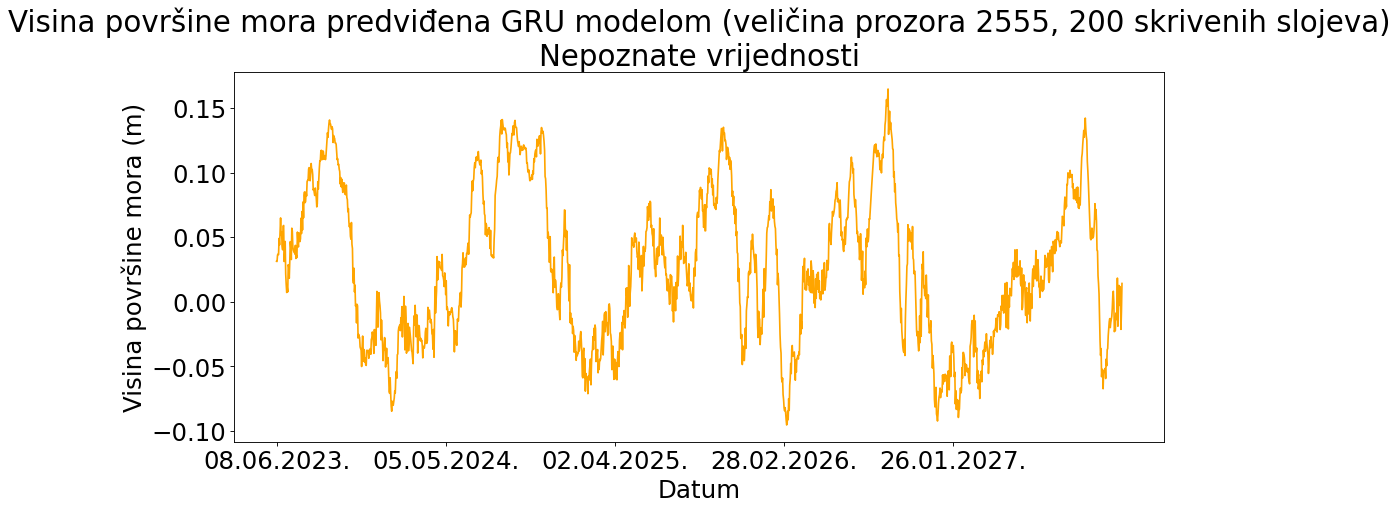 Visina površine mora predviđena GRU modelom (veličina prozora 2555, 200 skrivenih slojeva)
Nepoznate vrijednosti
Visina površine mora (m)
0.15
0.10
0.05
0.00
−0.05
−0.10
08.06.2023. 05.05.2024. 02.04.2025. 28.02.2026. 26.01.2027.
Datum